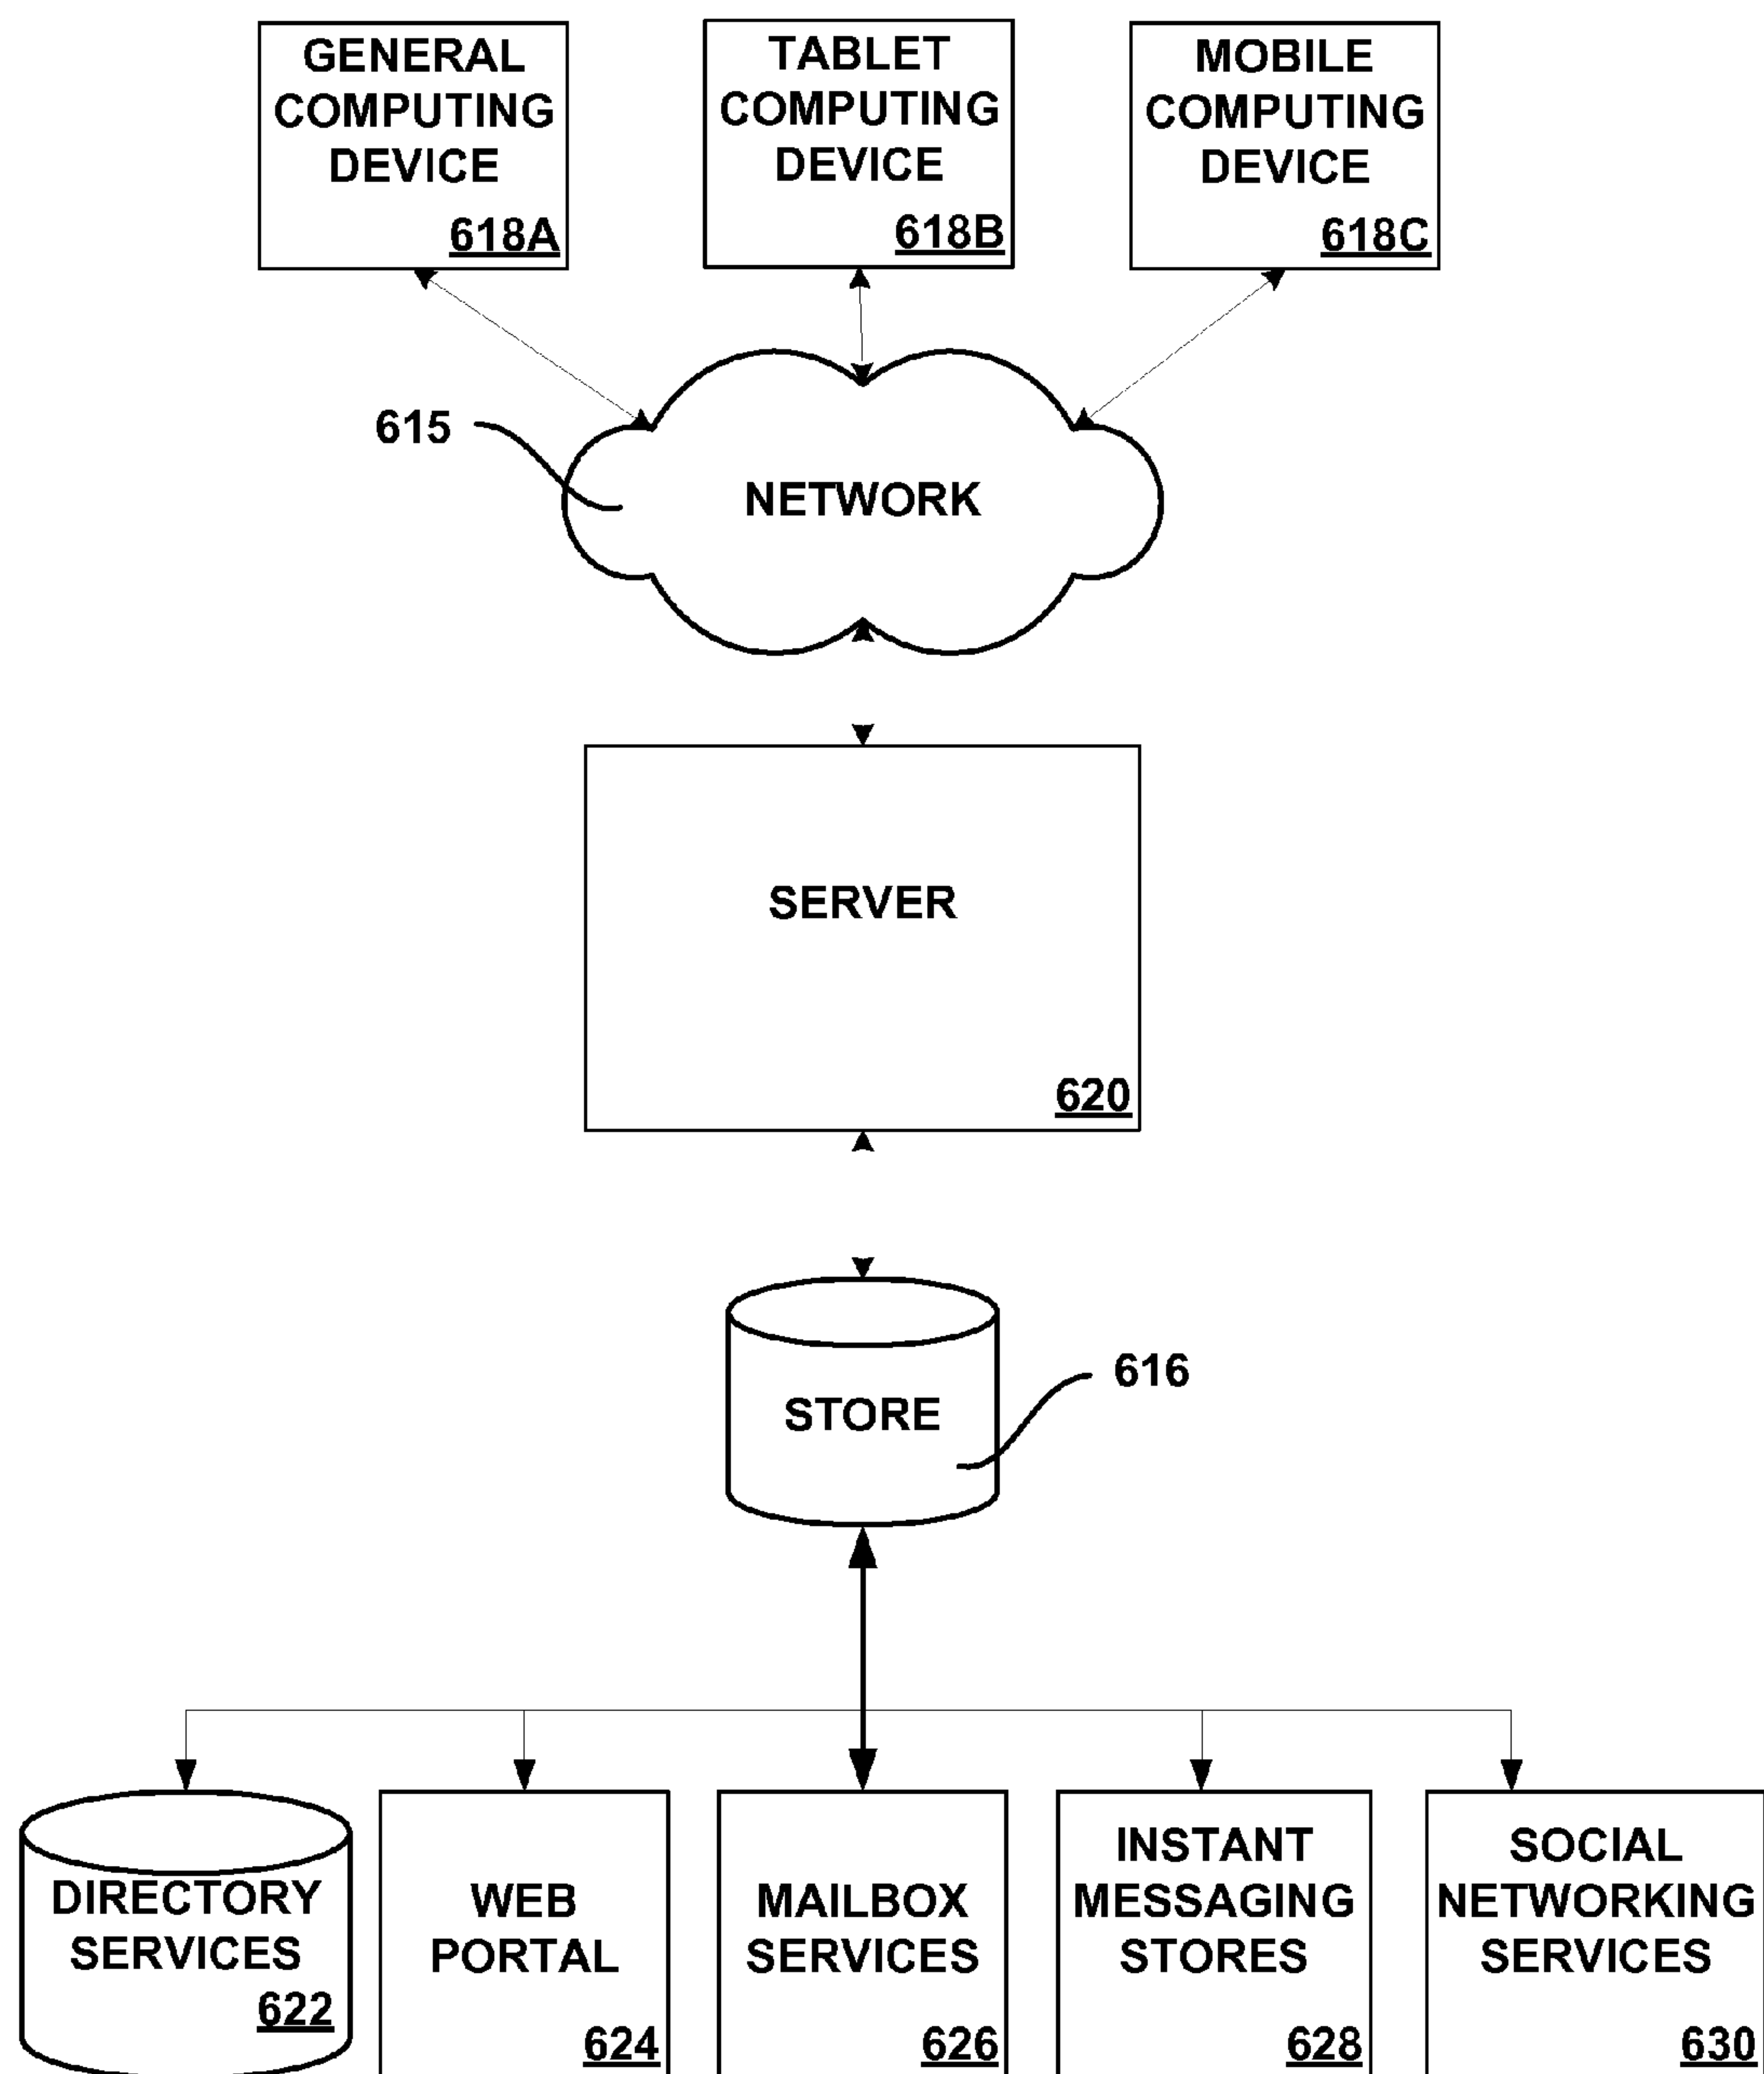 GENERAL
COMPUTING
DEVICE
618A
TABLET
COMPUTING
DEVICE
618B
MOBILE
COMPUTING
DEVICE
618C
615
NETWORK
SERVER
620
616
STORE
DIRECTORY
SERVICES
622
WEB
PORTAL
624
MAILBOX
SERVICES
626
INSTANT
MESSAGING
STORES
628
SOCIAL
NETWORKING
SERVICES
630